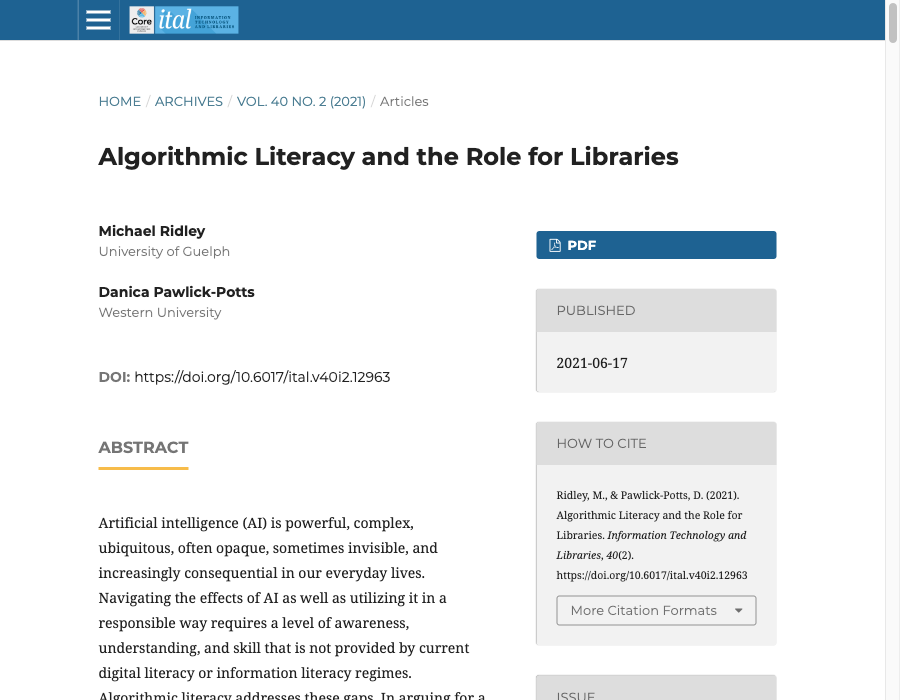 Core
ital
INFORMATION
TECHNOLOGY
AND LIBRARIES
HOME / ARCHIVES / VOL. 40 NO. 2 (2021) / Articles
Algorithmic Literacy and the Role for Libraries
Michael Ridley
University of Guelph
Danica Pawlick-Potts
Western University
DOI: https://doi.org/10.6017/ital.v40i2.12963
ABSTRACT
Artificial intelligence (AI) is powerful, complex,
ubiquitous, often opaque, sometimes invisible, and
increasingly consequential in our everyday lives.
Navigating the effects of AI as well as utilizing it in a
responsible way requires a level of awareness,
understanding, and skill that is not provided by current
digital literacy or information literacy regimes.
Algorithmic literacy addresses these gaps. In arguing for a
PDF
PUBLISHED
2021-06-17
HOW TO CITE
Ridley, M., & Pawlick-Potts, D. (2021).
Algorithmic Literacy and the Role for
Libraries. Information Technology and
Libraries, 40(2).
https://doi.org/10.6017/ital.v40i2.12963
More Citation Formats
ISSUE